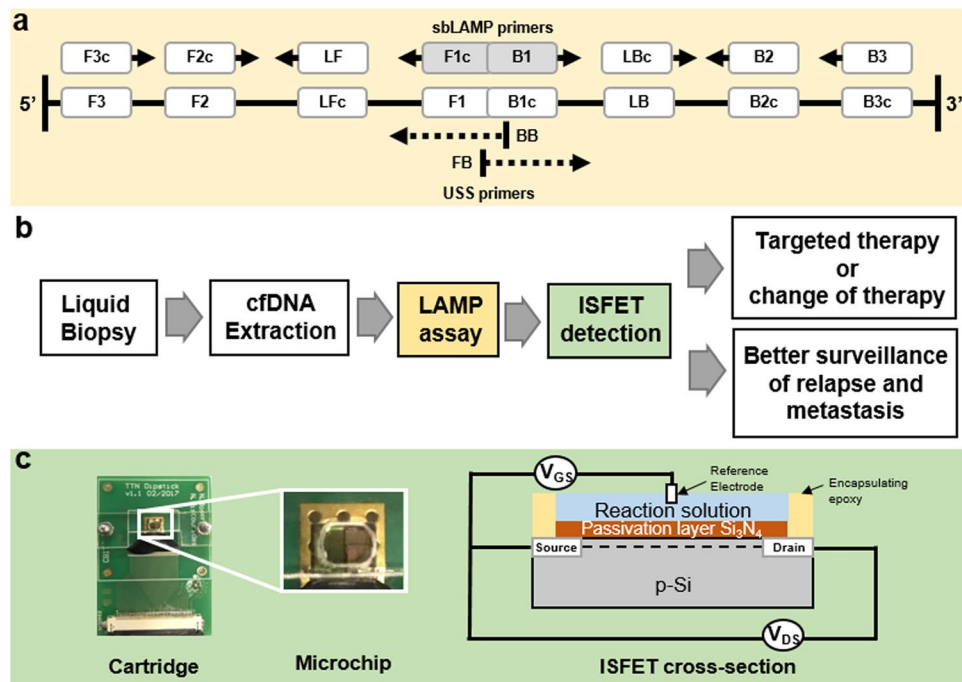 a
sbLAMP primers
F3c F2c LF F1c B1 LBc B2 B3
5' F3 F2 LFc F1 B1c LB B2c B3c 3'
BB
FB
USS primers
b
Liquid
Biopsy
cfDNA
Extraction
LAMP
assay
ISFET
detection
Targeted therapy
or
change of therapy
Better surveillance
of relapse and
metastasis
c
TTN Dipstick
v1.1 02/2017
Cartridge
Microchip
VGS
Reference
Electrode
Encapsulating
epoxy
Reaction solution
Passivation layer Si₃N₄
Source
Drain
p-Si
VDS
ISFET cross-section